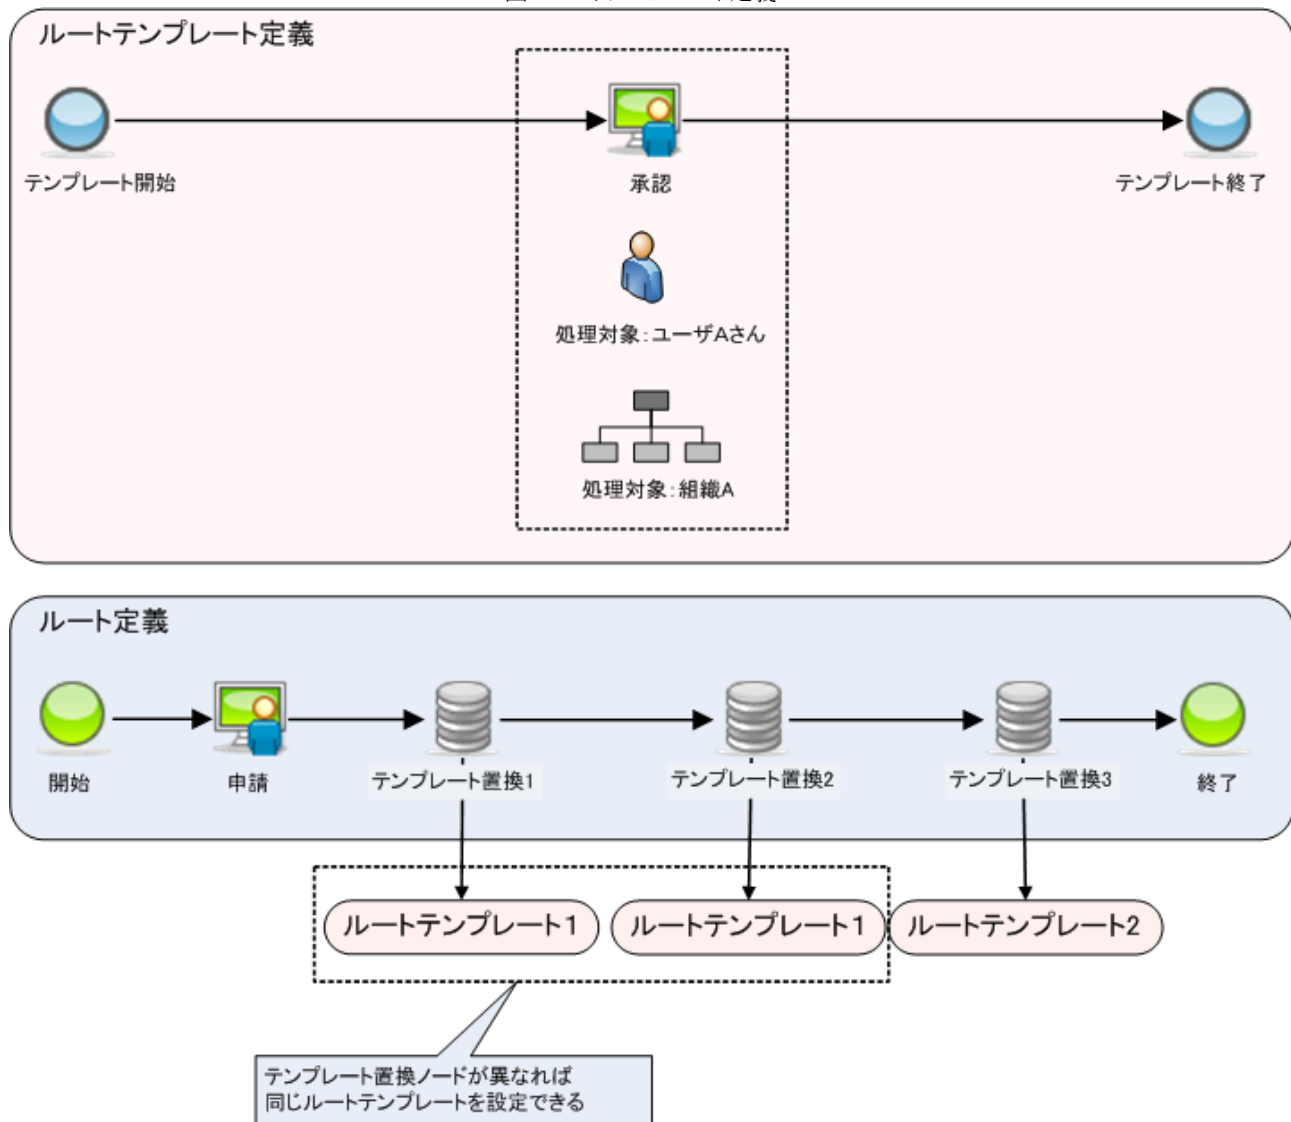 ルートテンプレート定義
テンプレート開始
承認
テンプレート終了
処理対象：ユーザAさん
処理対象：組織A
ルート定義
開始
申請
テンプレート置換1
テンプレート置換2
テンプレート置換3
終了
ルートテンプレート1
ルートテンプレート1
ルートテンプレート2
テンプレート置換ノードが異なれば
同じルートテンプレートを設定できる